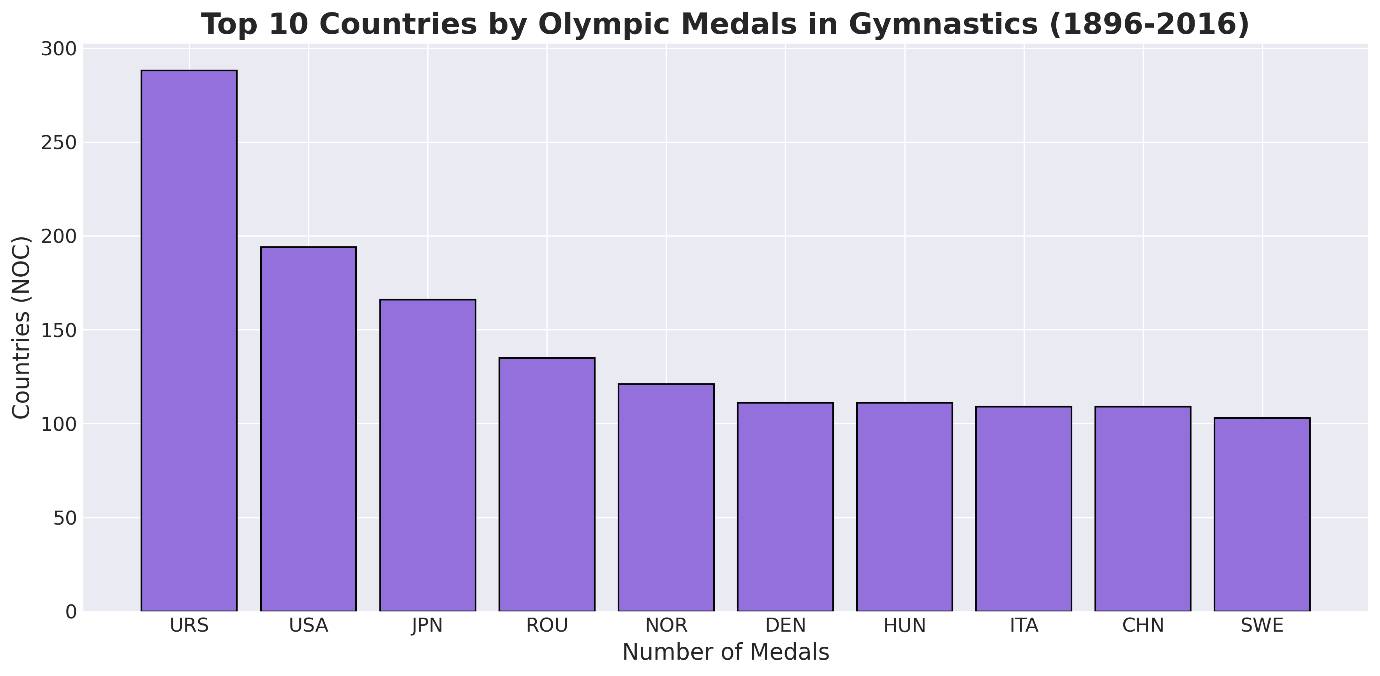 Top 10 Countries by Olympic Medals in Gymnastics (1896-2016)
Countries (NOC)
300
250
200
150
100
50
0
URS USA JPN ROU NOR DEN HUN ITA CHN SWE
Number of Medals